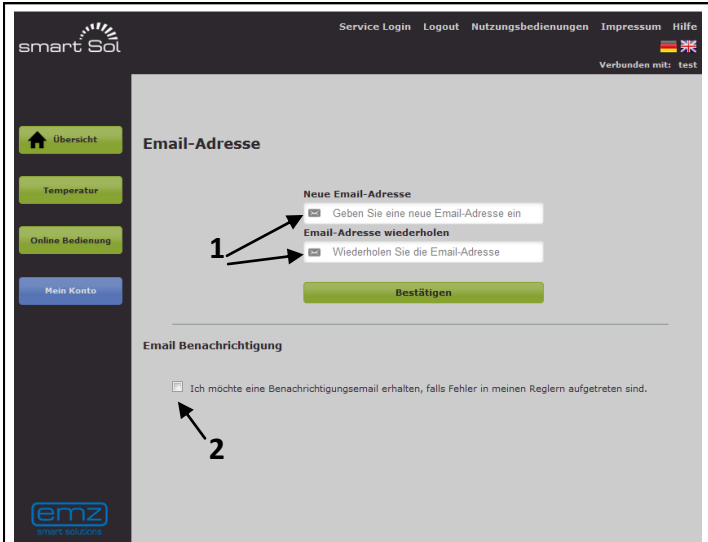 smart Sol
Service Login Logout Nutzungsbedienungen Impressum Hilfe
Verbunden mit: test
Übersicht
Temperatur
Online Bedienung
Mein Konto
Email-Adresse
Neue Email-Adresse
Geben Sie eine neue Email-Adresse ein
Email-Adresse wiederholen
Wiederholen Sie die Email-Adresse
1
Bestätigen
Email Benachrichtigung
Ich möchte eine Benachrichtigungsemail erhalten, falls Fehler in meinen Reglern aufgetreten sind.
2
emz
smart solutions